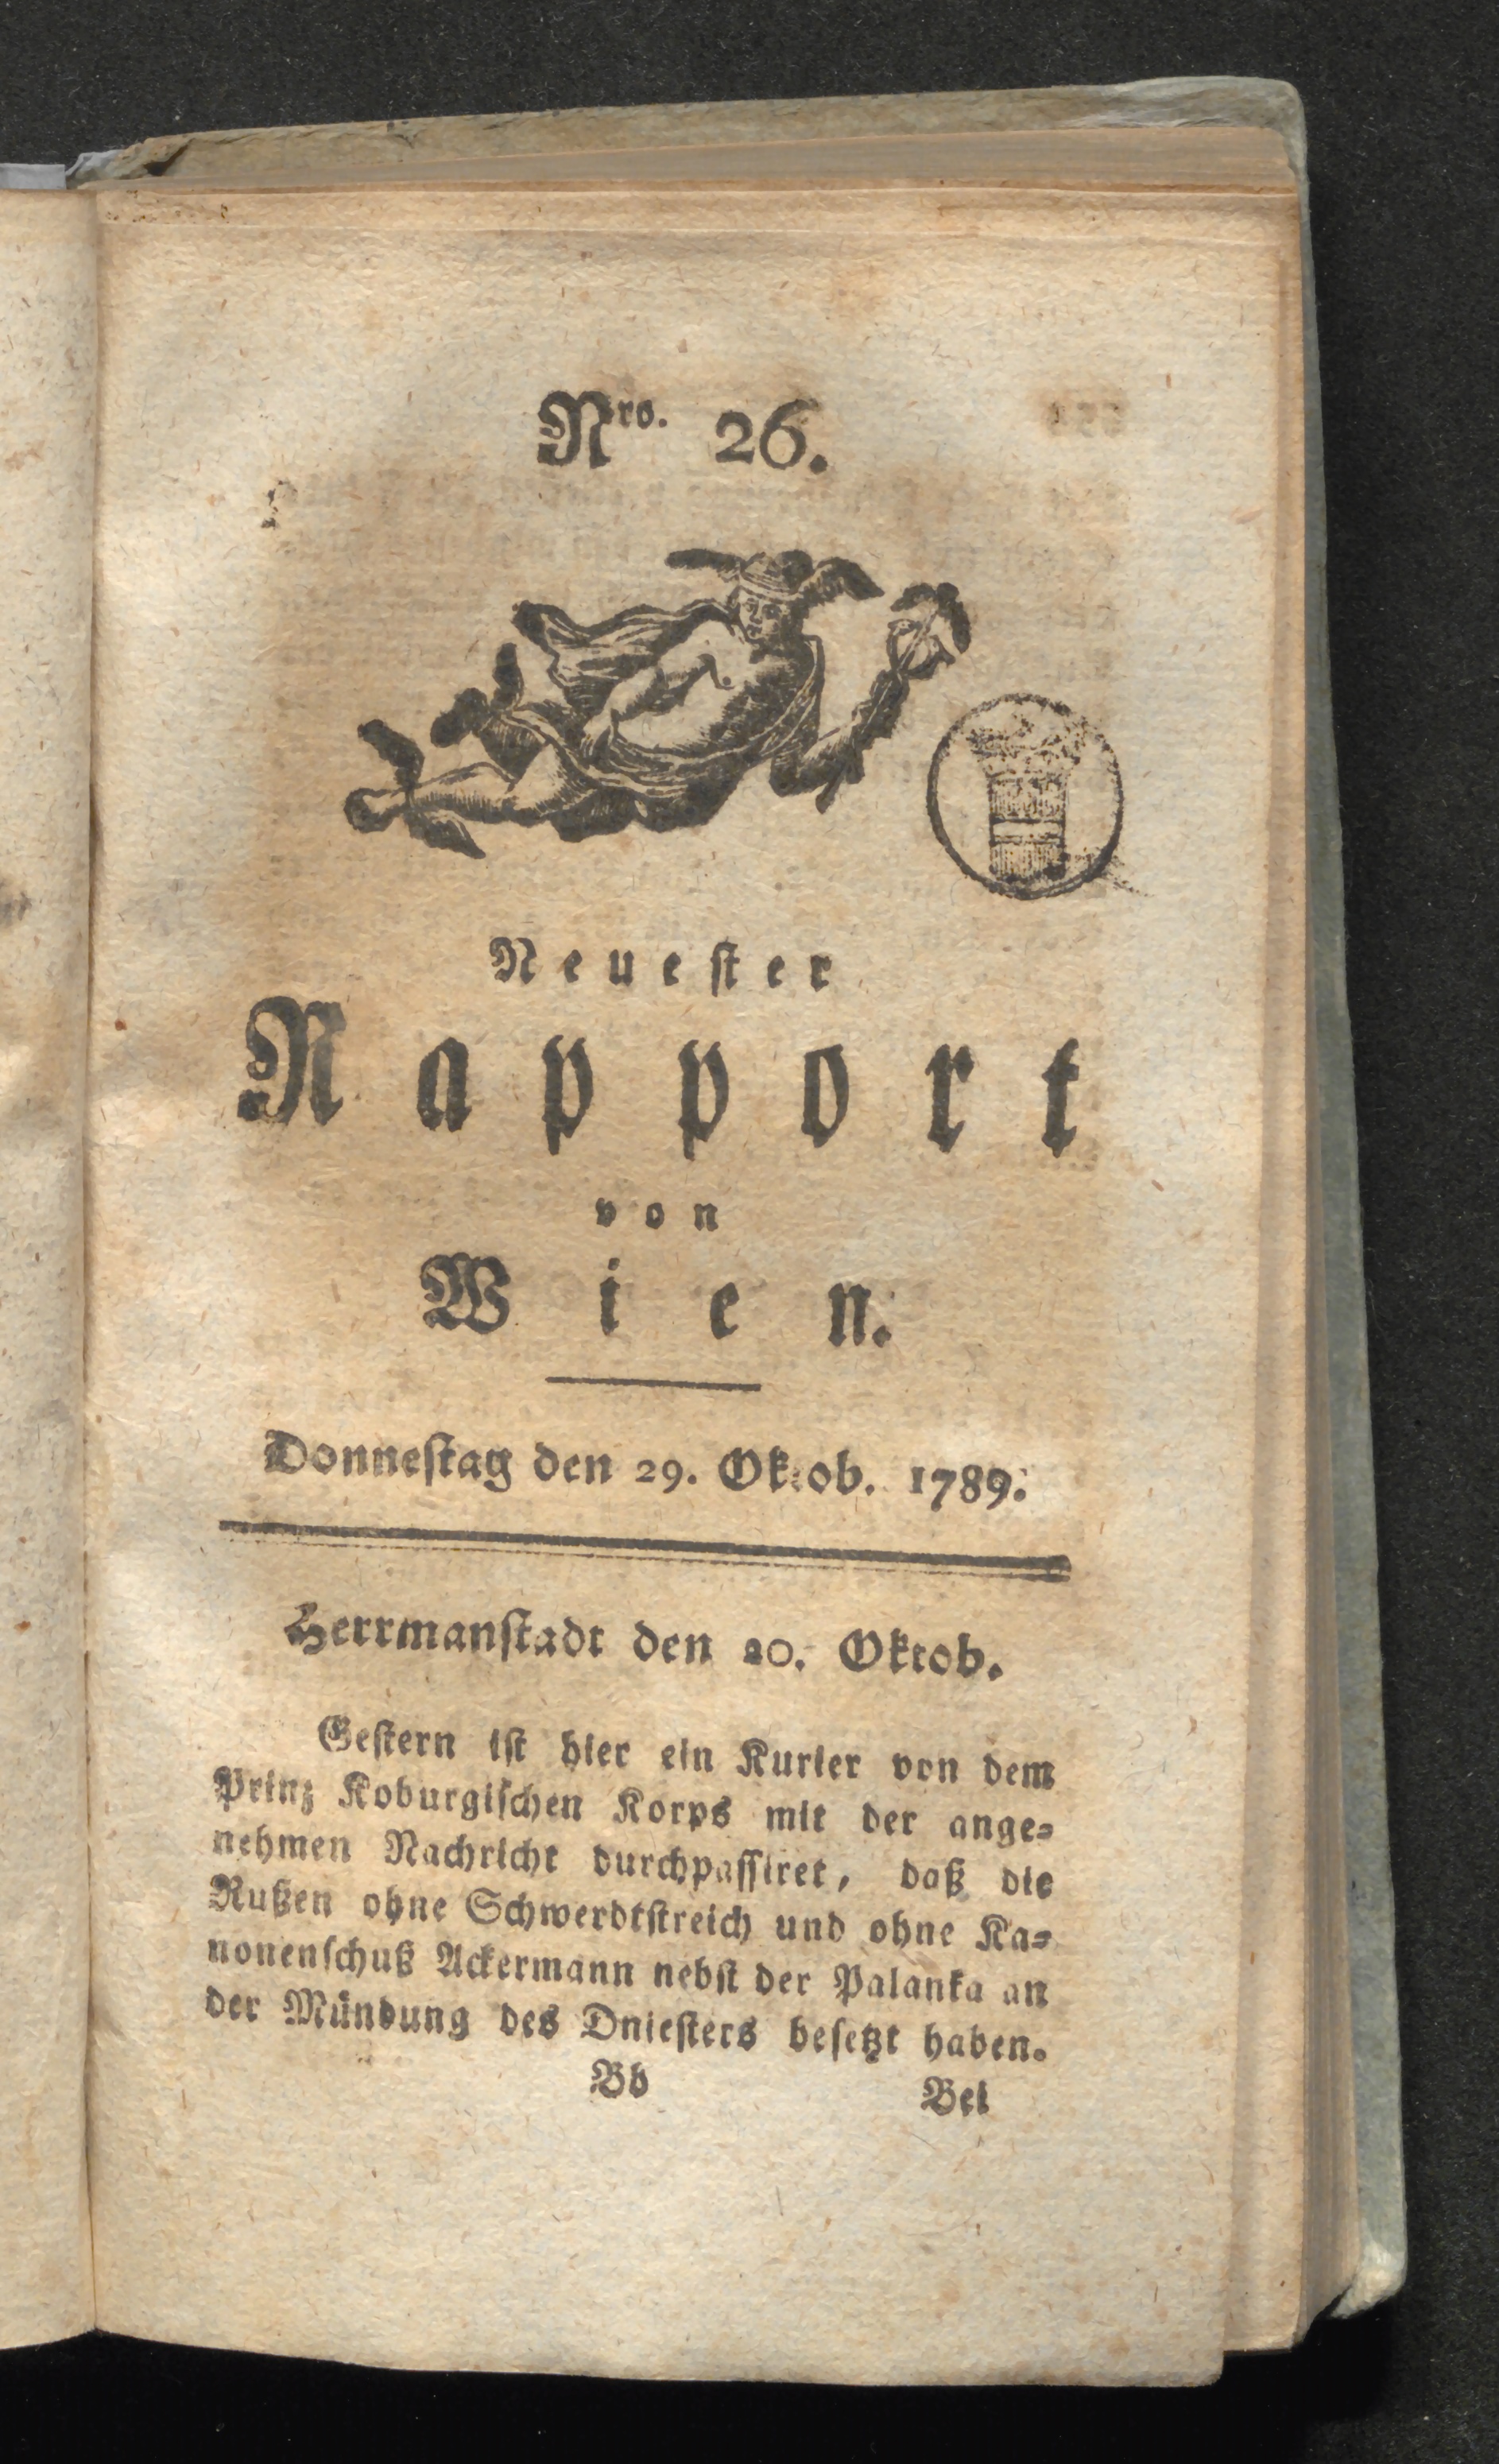 Nro. 26.
Neuester
Rapport
von
Wien.
Donnestag den 29. Oktob. 1789.
Herrmanstadt den 20. Oktob.
Gestern ist hier ein Kurier von dem
Prinz Koburgischen Korps mit der ange=
nehmen Nachricht durchpassiret, daß die
Rußen ohne Schwerdtstreich und ohne Ka=
nonenschuß Ackermann nebst der Palanka an
der Mündung des Dniesters besetzt haben.
Bb Bei